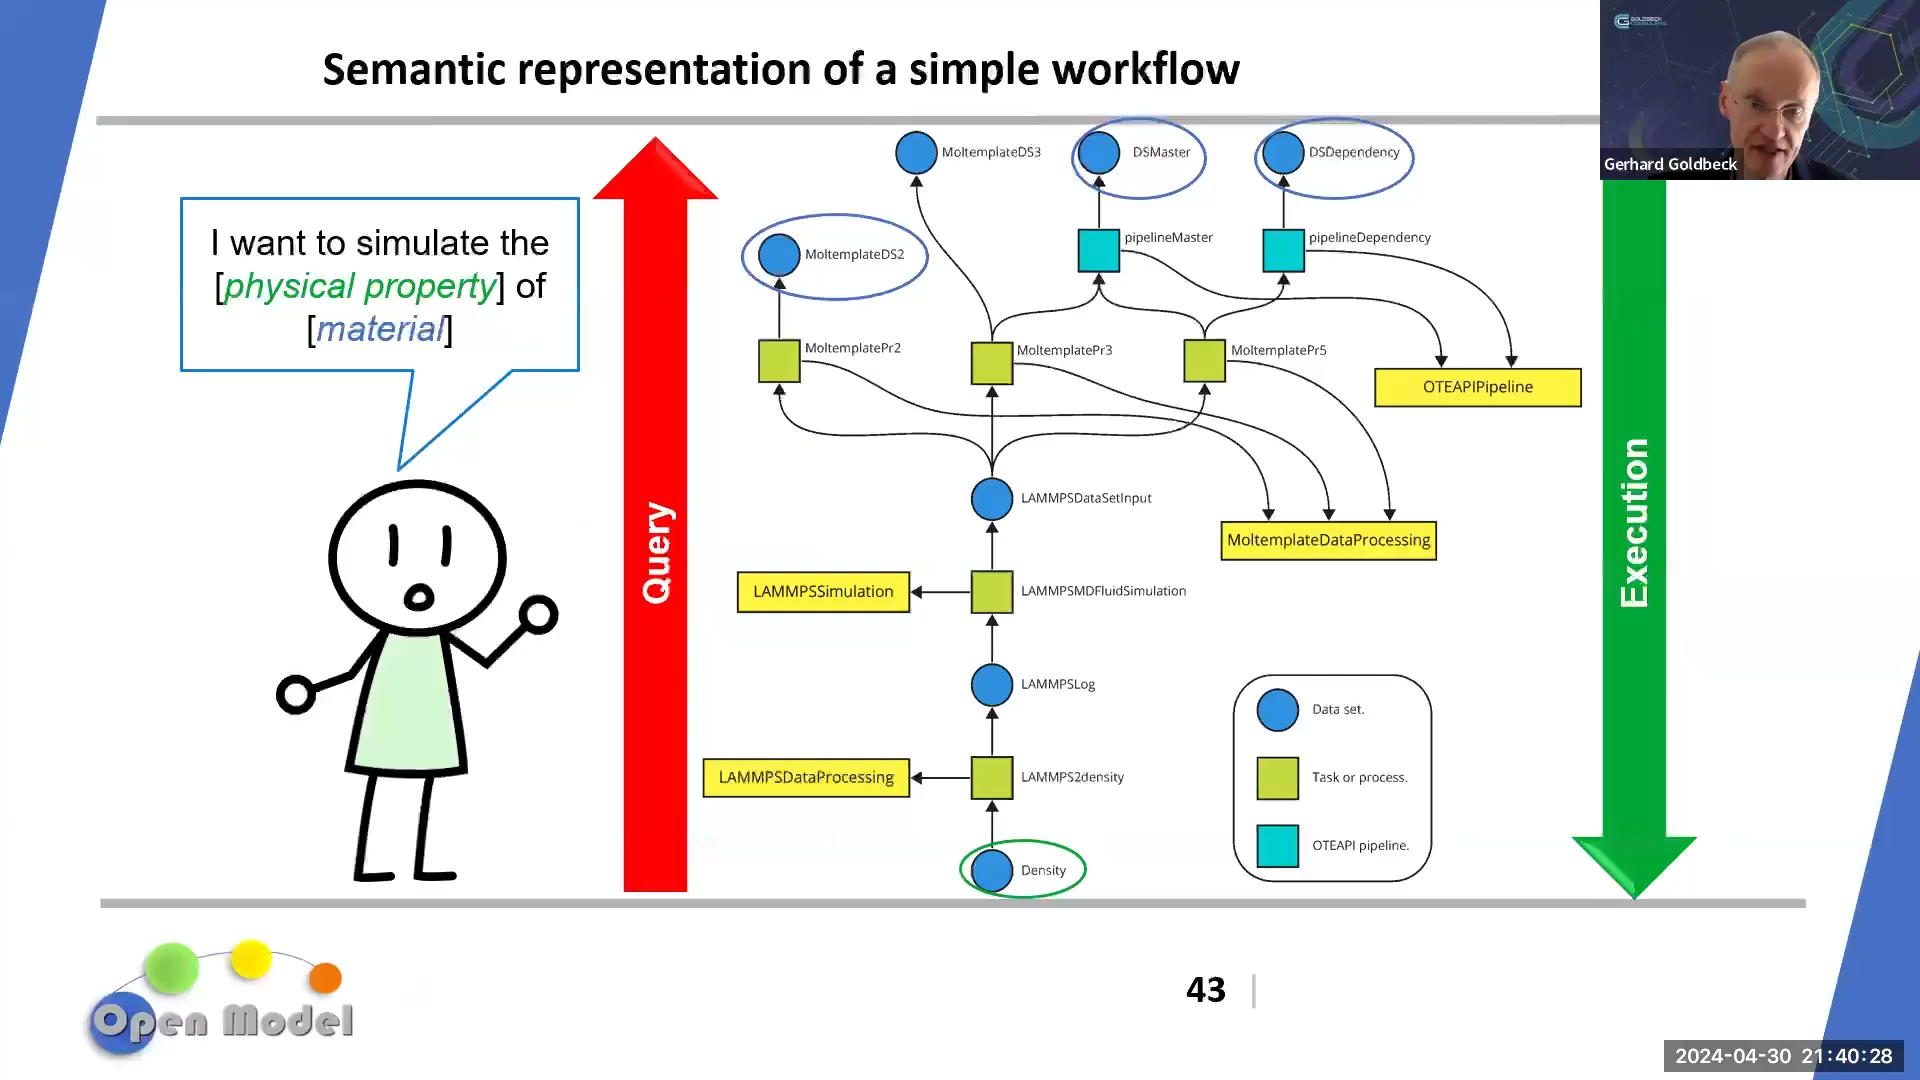 Semantic representation of a simple workflow
GOLDBECK
CONSULTING
Gerhard Goldbeck
I want to simulate the
[physical property] of
[material]
Query
Execution
MoltemplateDS3
DSMaster
DSDependency
MoltemplateDS2
pipelineMaster
pipelineDependency
MoltemplatePr2
MoltemplatePr3
MoltemplatePr5
OTEAPIPipeline
LAMMPSDataSetInput
MoltemplateDataProcessing
LAMMPSSimulation
LAMMPSMDFluidSimulation
LAMMPSLog
LAMMPSDataProcessing
LAMMPS2density
Density
Data set.
Task or process.
OTEAPI pipeline.
Open Model
43
2024-04-30 21:40:28